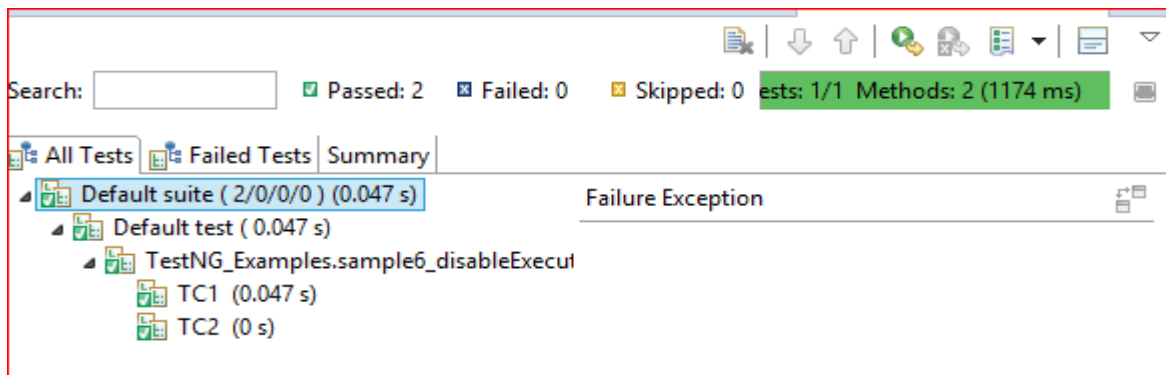 Search: Passed: 2 Failed: 0 Skipped: 0 ests: 1/1 Methods: 2 (1174 ms)
All Tests Failed Tests Summary
Default suite ( 2/0/0/0 ) (0.047 s) Failure Exception
Default test ( 0.047 s)
TestNG_Examples.sample6_disableExecut
TC1 (0.047 s)
TC2 (0 s)